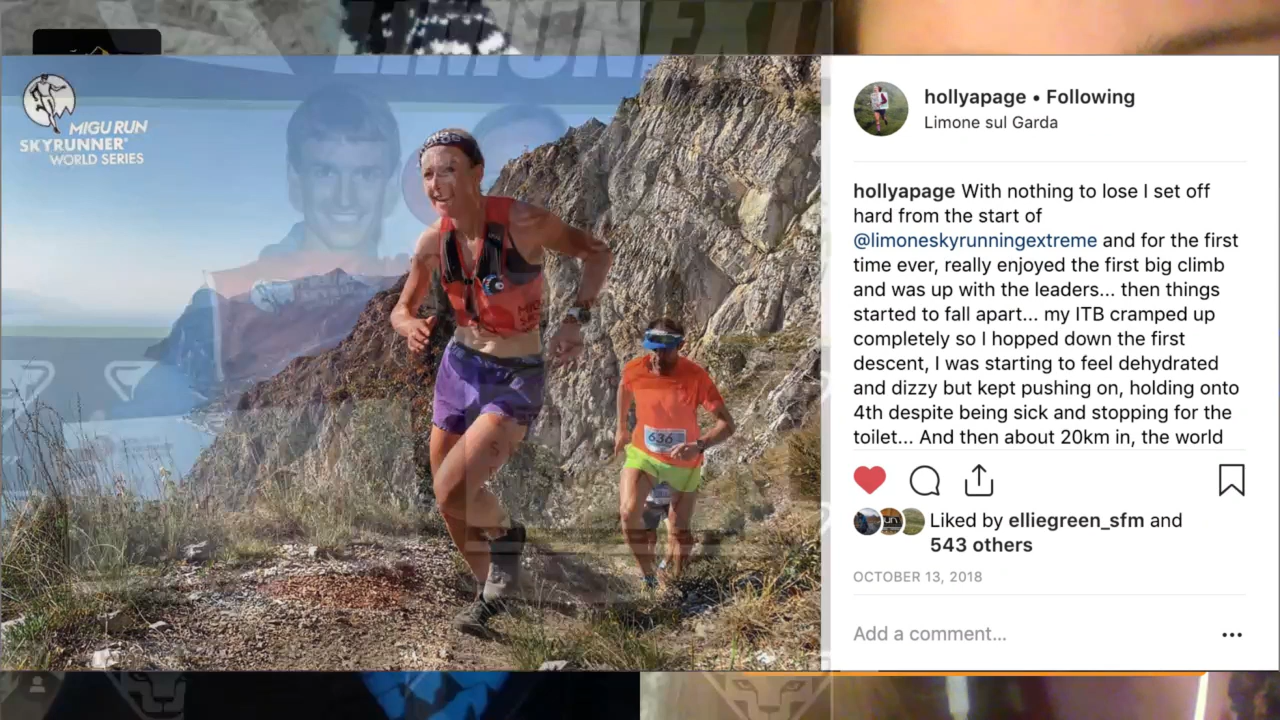 LIMONEXTREME
MIGU RUN
SKYRUNNER®
WORLD SERIES
636
hollyapage • Following
Limone sul Garda
hollyapage With nothing to lose I set off
hard from the start of
@limoneskyrunningextreme and for the first
time ever, really enjoyed the first big climb
and was up with the leaders... then things
started to fall apart... my ITB cramped up
completely so I hopped down the first
descent, I was starting to feel dehydrated
and dizzy but kept pushing on, holding onto
4th despite being sick and stopping for the
toilet... And then about 20km in, the world
Liked by elliegreen_sfm and
543 others
OCTOBER 13, 2018
Add a comment...